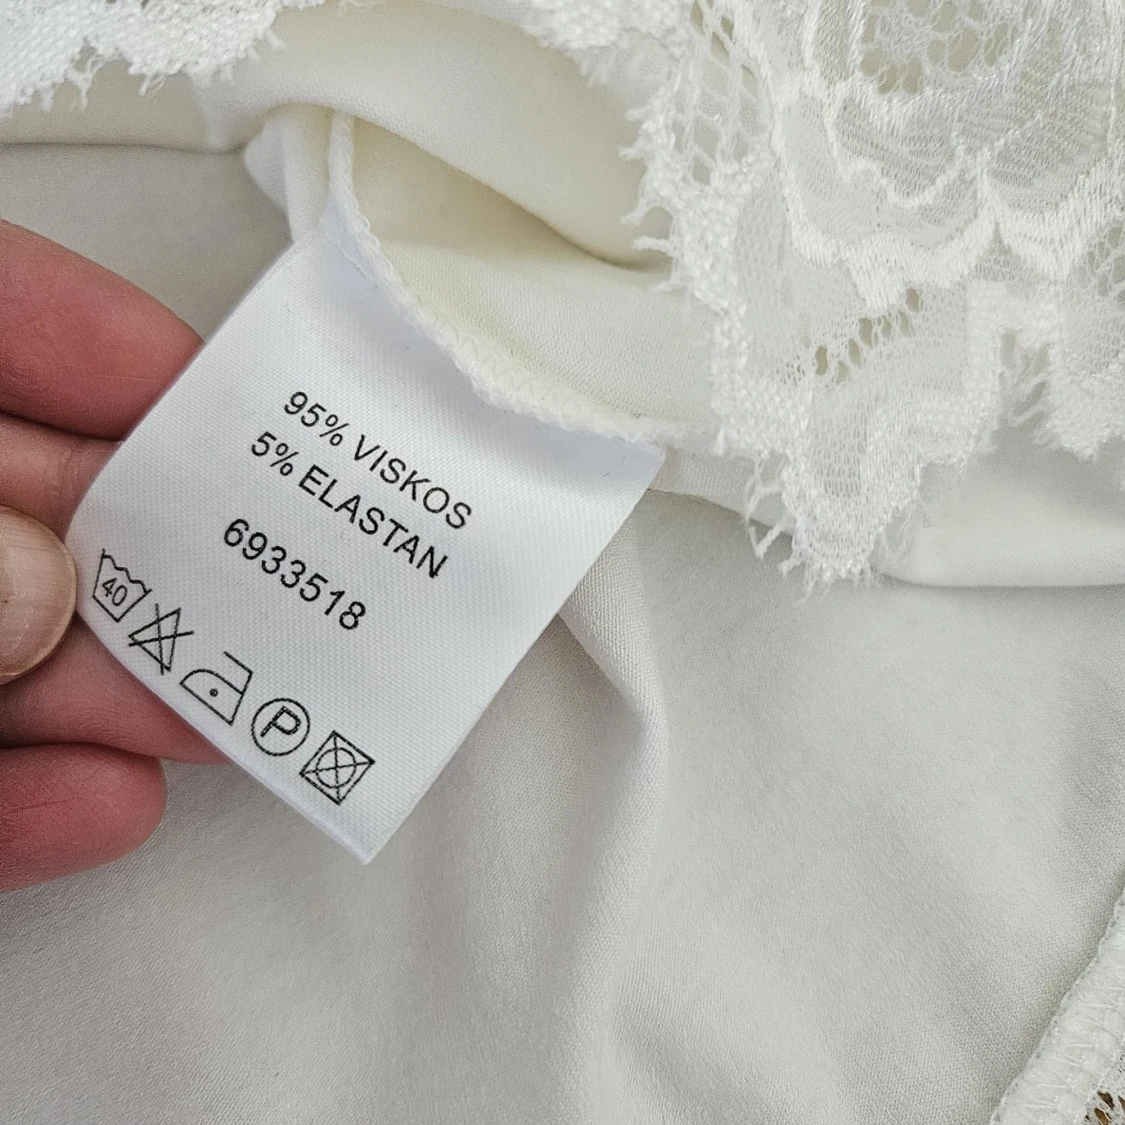 95% VISKOS
5% ELASTAN
6933518
40
P